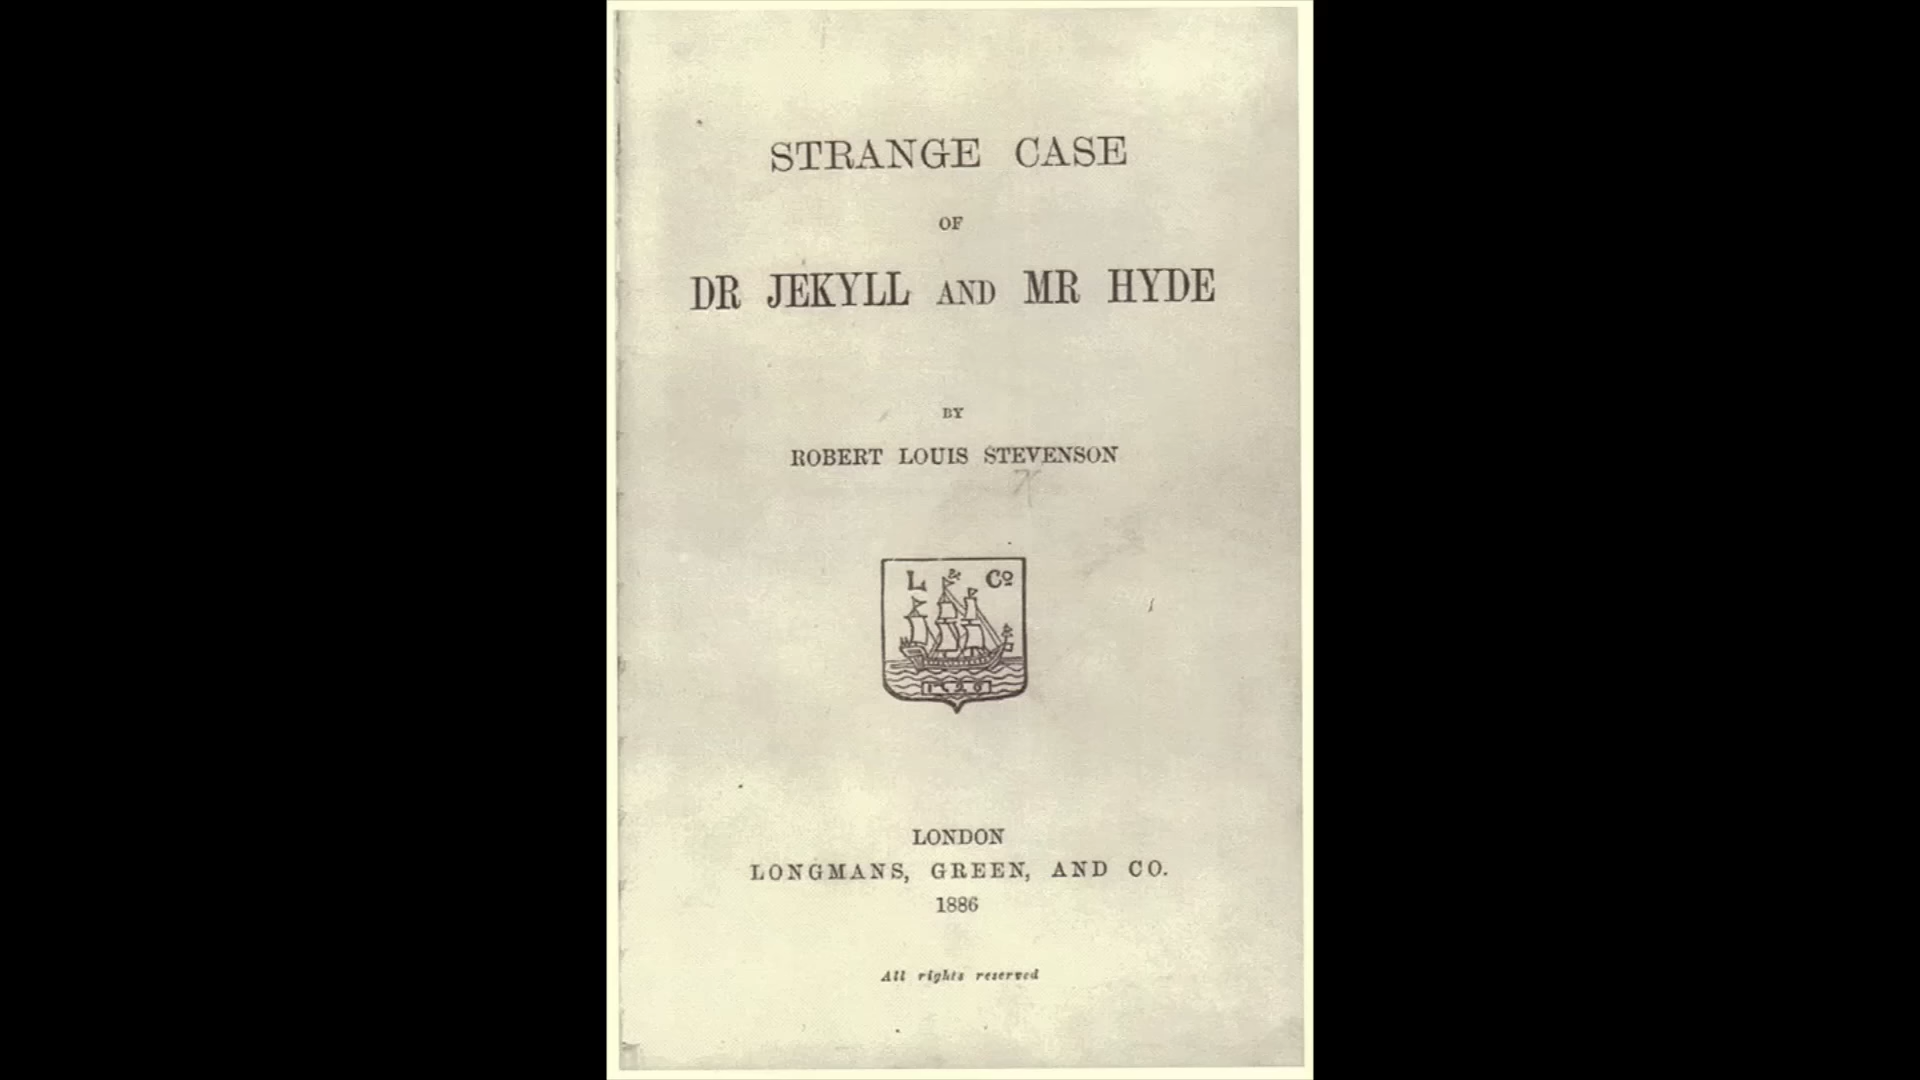 STRANGE CASE
OF
DR JEKYLL AND MR HYDE
BY
ROBERT LOUIS STEVENSON
L & Co
LONDON
LONGMANS, GREEN, AND CO.
1886
All rights reserved